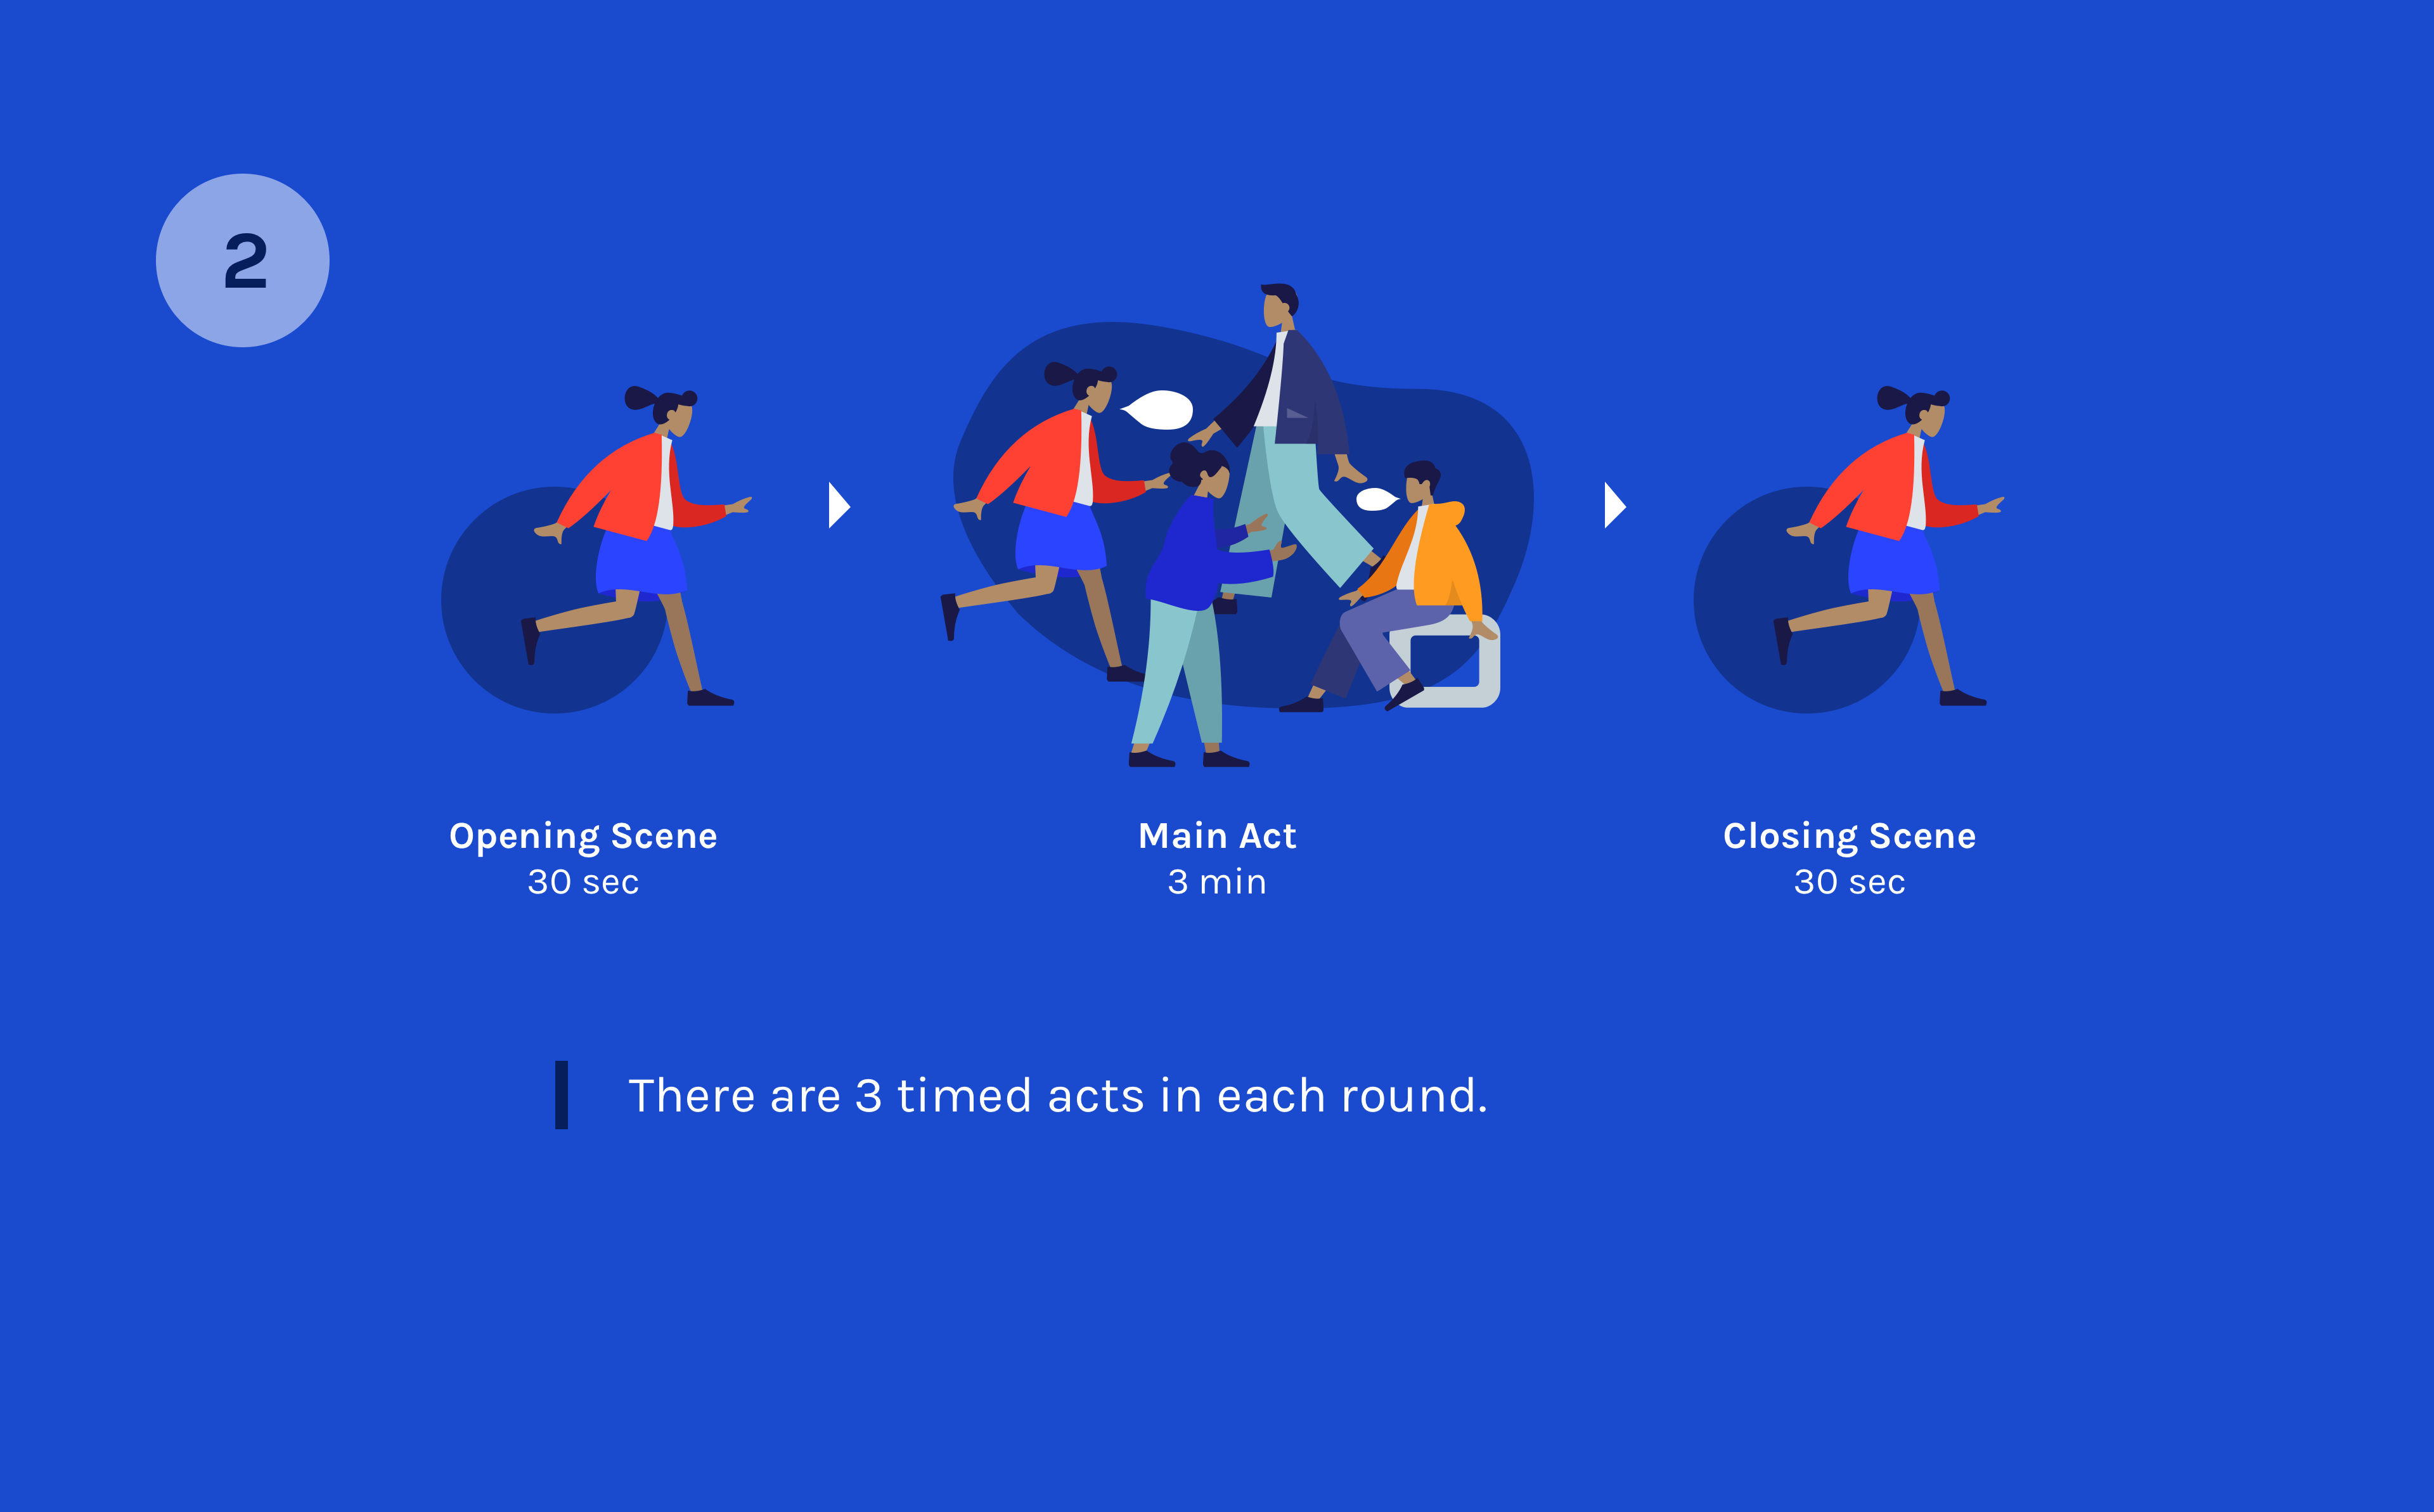 2
Opening Scene
30 sec
Main Act
3 min
Closing Scene
30 sec
There are 3 timed acts in each round.